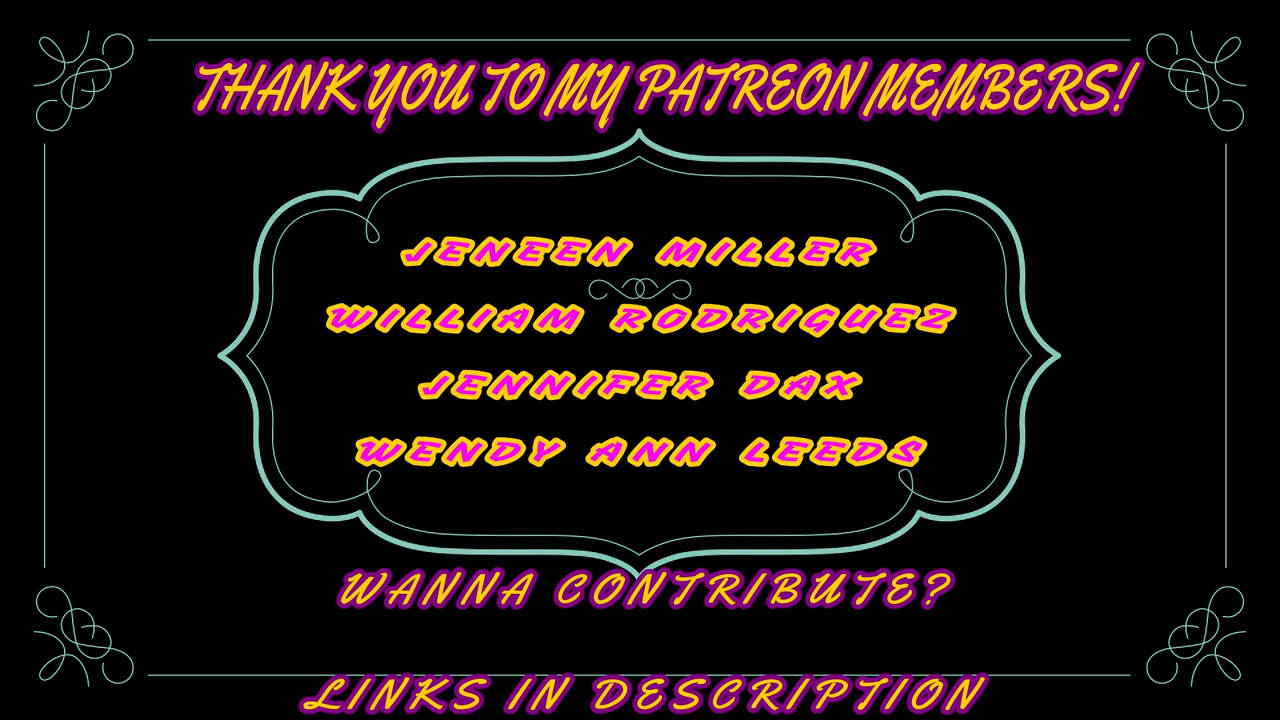 THANK YOU TO MY PATREON MEMBERS!
JENEEN MILLER
WILLIAM RODRIGUEZ
JENNIFER DAX
WENDY ANN LEEDS
WANNA CONTRIBUTE?
LINKS IN DESCRIPTION